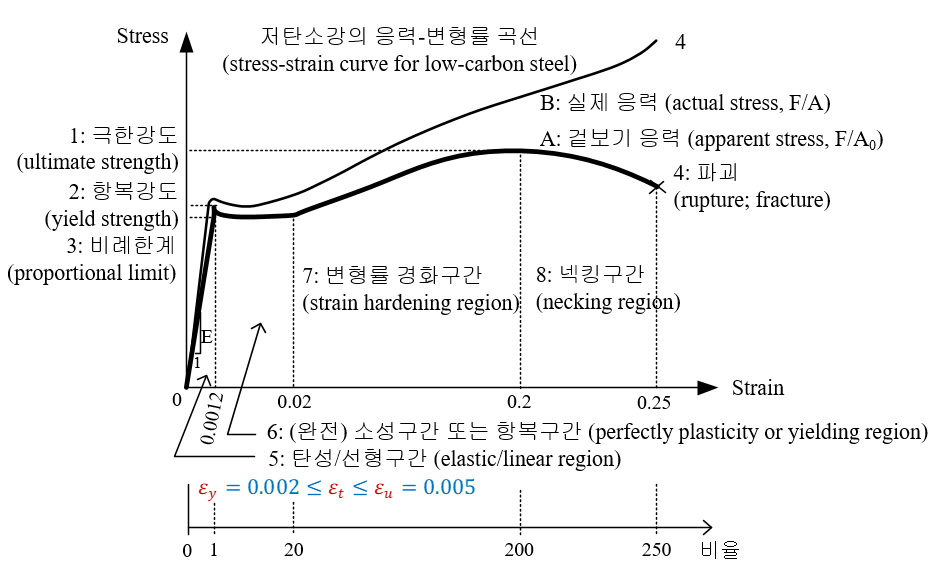 Stress
저탄소강의 응력-변형률 곡선
(stress-strain curve for low-carbon steel)
4
B: 실제 응력 (actual stress, F/A)
A: 겉보기 응력 (apparent stress, F/A₀)
1: 극한강도
(ultimate strength)
2: 항복강도
(yield strength)
3: 비례한계
(proportional limit)
4: 파괴
(rupture; fracture)
7: 변형률 경화구간
(strain hardening region)
8: 넥킹구간
(necking region)
E
1
0
0.0012
0.02
0.2
0.25
Strain
6: (완전) 소성구간 또는 항복구간 (perfectly plasticity or yielding region)
5: 탄성/선형구간 (elastic/linear region)
εy = 0.002 ≤ εt ≤ εu = 0.005
0 1 20 200 250 비율